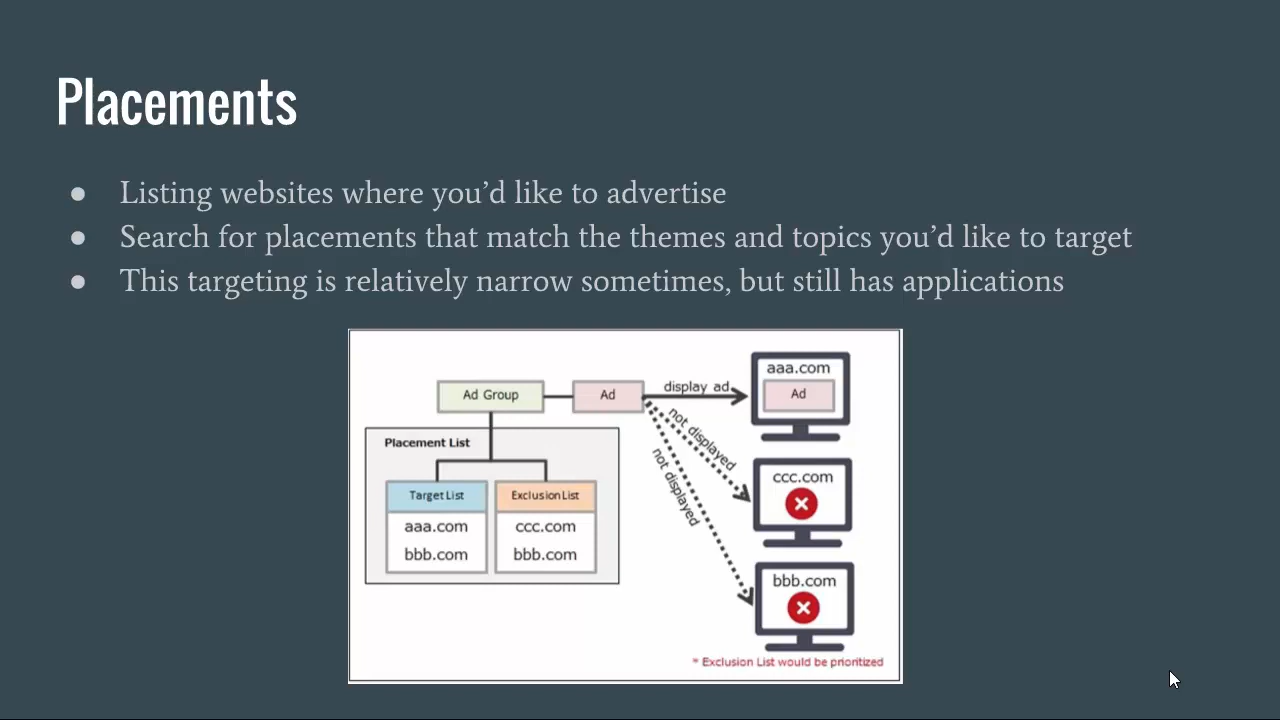 Placements
● Listing websites where you’d like to advertise
● Search for placements that match the themes and topics you’d like to target
● This targeting is relatively narrow sometimes, but still has applications
Ad Group
Ad
display ad
not displayed
not displayed
Placement List
Target List
aaa.com
bbb.com
Exclusion List
ccc.com
bbb.com
aaa.com
Ad
ccc.com
bbb.com
* Exclusion List would be prioritized